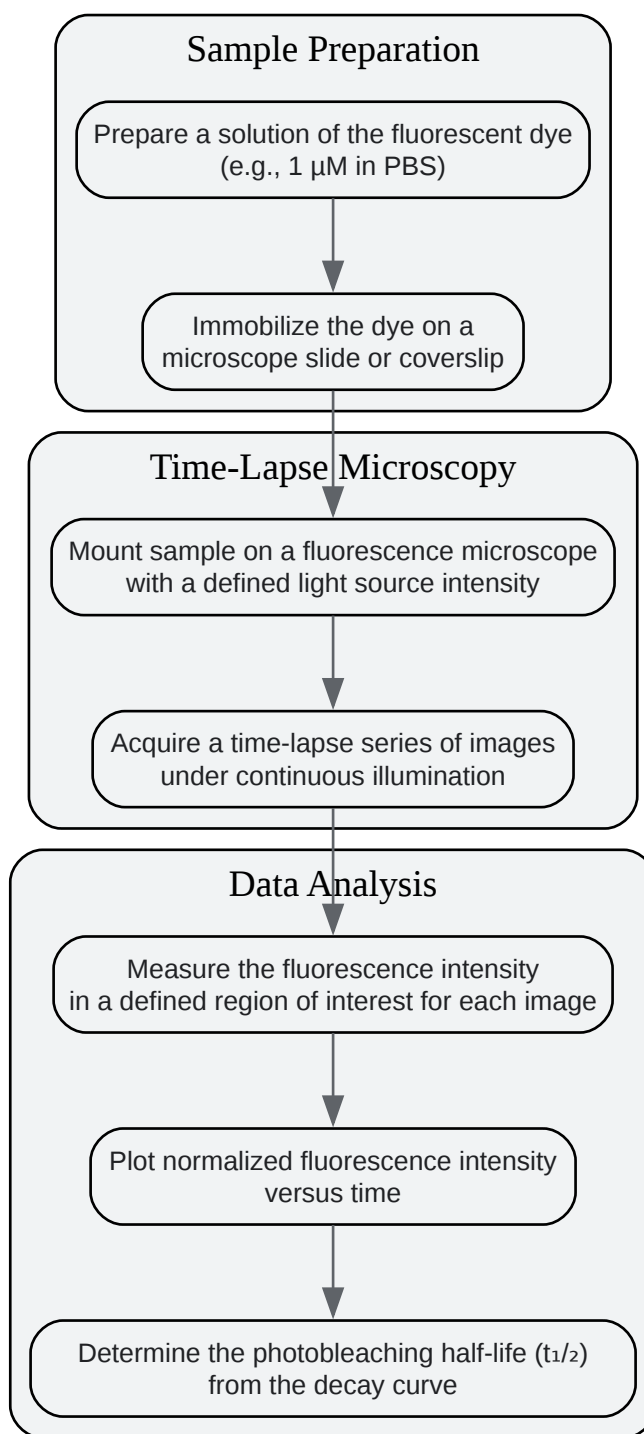 Sample Preparation
Prepare a solution of the fluorescent dye
(e.g., 1 µM in PBS)
Immobilize the dye on a
microscope slide or coverslip
Time-Lapse Microscopy
Mount sample on a fluorescence microscope
with a defined light source intensity
Acquire a time-lapse series of images
under continuous illumination
Data Analysis
Measure the fluorescence intensity
in a defined region of interest for each image
Plot normalized fluorescence intensity
versus time
Determine the photobleaching half-life (t₁/₂)
from the decay curve